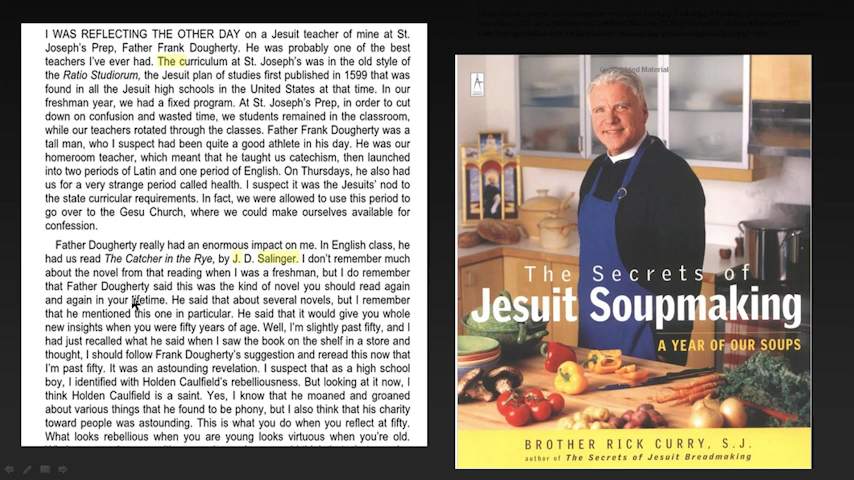 I WAS REFLECTING THE OTHER DAY on a Jesuit teacher of mine at St.
Joseph's Prep, Father Frank Dougherty. He was probably one of the best
teachers I've ever had. The curriculum at St. Joseph's was in the old style of
the Ratio Studiorum, the Jesuit plan of studies first published in 1599 that was
found in all the Jesuit high schools in the United States at that time. In our
freshman year, we had a fixed program. At St. Joseph's Prep, in order to cut
down on confusion and wasted time, we students remained in the classroom,
while our teachers rotated through the classes. Father Frank Dougherty was a
tall man, who I suspect had been quite a good athlete in his day. He was our
homeroom teacher, which meant that he taught us catechism, then launched
into two periods of Latin and one period of English. On Thursdays, he also had
us for a very strange period called health. I suspect it was the Jesuits' nod to
the state curricular requirements. In fact, we were allowed to use this period to
go over to the Gesu Church, where we could make ourselves available for
confession.
Father Dougherty really had an enormous impact on me. In English class, he
had us read The Catcher in the Rye, by J. D. Salinger. I don't remember much
about the novel from that reading when I was a freshman, but I do remember
that Father Dougherty said this was the kind of novel you should read again
and again in your lifetime. He said that about several novels, but I remember
that he mentioned this one in particular. He said that it would give you whole
new insights when you were fifty years of age. Well, I'm slightly past fifty, and I
had just recalled what he said when I saw the book on the shelf in a store and
thought, I should follow Frank Dougherty's suggestion and reread this now that
I'm past fifty. It was an astounding revelation. I suspect that as a high school
boy, I identified with Holden Caulfield's rebelliousness. But looking at it now, I
think Holden Caulfield is a saint. Yes, I know that he moaned and groaned
about various things that he found to be phony, but I also think that his charity
toward people was astounding. This is what you do when you reflect at fifty.
What looks rebellious when you are young looks virtuous when you're old.
Material
The Secrets of
Jesuit Soupmaking
A YEAR OF OUR SOUPS
BROTHER RICK CURRY, S.J.
author of The Secrets of Jesuit Breadmaking